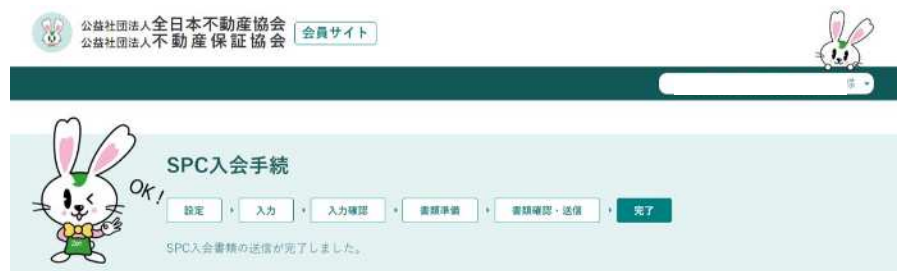 公益社団法人全日本不動産協会
公益社団法人不動産保証協会
会員サイト
SPC入会手続
OK!
設定 入力 入力確認 書類準備 書類確認・送信 完了
SPC入会書類の送信が完了しました。